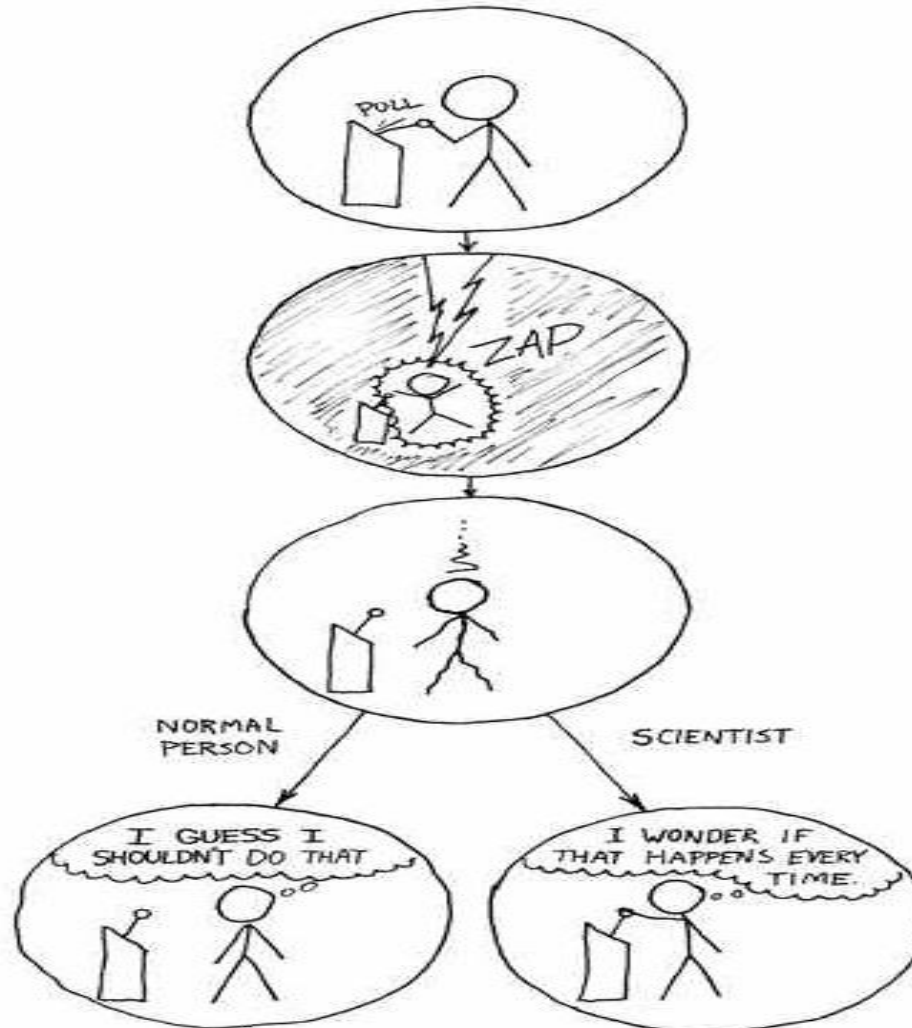 PULL
ZAP
NORMAL
PERSON
SCIENTIST
I GUESS I
SHOULDN'T DO THAT
I WONDER IF
THAT HAPPENS EVERY
TIME.